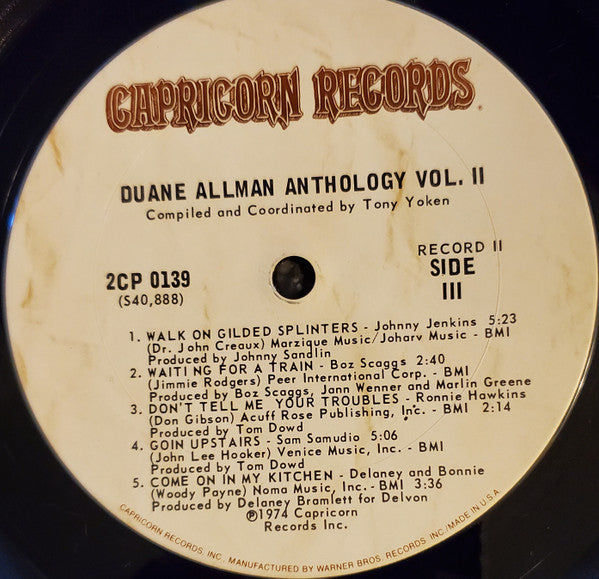 CAPRICORN RECORDS
DUANE ALLMAN ANTHOLOGY VOL. II
Compiled and Coordinated by Tony Yoken
2CP 0139
(S40,888)
RECORD II
SIDE
III
1. WALK ON GILDED SPLINTERS - Johnny Jenkins 5:23
(Dr. John Creaux) Marzique Music/Joharv Music - BMI
Produced by Johnny Sandlin
2. WAITING FOR A TRAIN - Boz Scaggs 2:40
(Jimmie Rodgers) Peer International Corp. - BMI
Produced by Boz Scaggs, Jann Wenner and Marlin Greene
3. DON'T TELL ME YOUR TROUBLES - Ronnie Hawkins
(Don Gibson) Acuff Rose Publishing, Inc. - BMI 2:14
Produced by Tom Dowd
4. GOIN UPSTAIRS - Sam Samudio 5:06
(John Lee Hooker) Venice Music, Inc. - BMI
Produced by Tom Dowd
5. COME ON IN MY KITCHEN - Delaney and Bonnie
(Woody Payne) Noma Music, Inc. - BMI 3:36
Produced by Delaney Bramlett for Delvon
℗1974 Capricorn
Records Inc.
CAPRICORN RECORDS, INC. MANUFACTURED BY WARNER BROS. RECORDS, INC./MADE IN U.S.A.